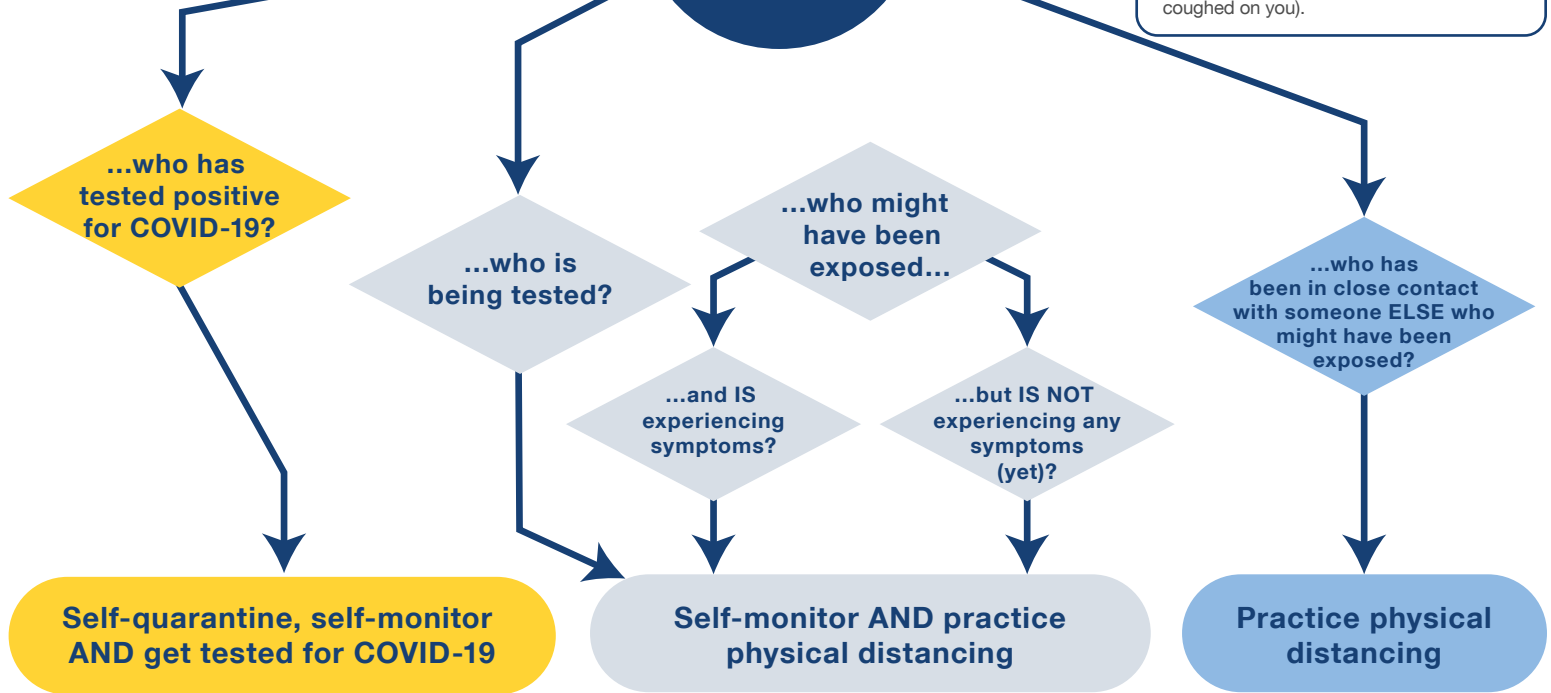 coughed on you).
...who has
tested positive
for COVID-19?
...who is
being tested?
...who might
have been
exposed...
...who has
been in close contact
with someone ELSE who
might have been
exposed?
...and IS
experiencing
symptoms?
...but IS NOT
experiencing any
symptoms
(yet)?
Self-quarantine, self-monitor
AND get tested for COVID-19
Self-monitor AND practice
physical distancing
Practice physical
distancing